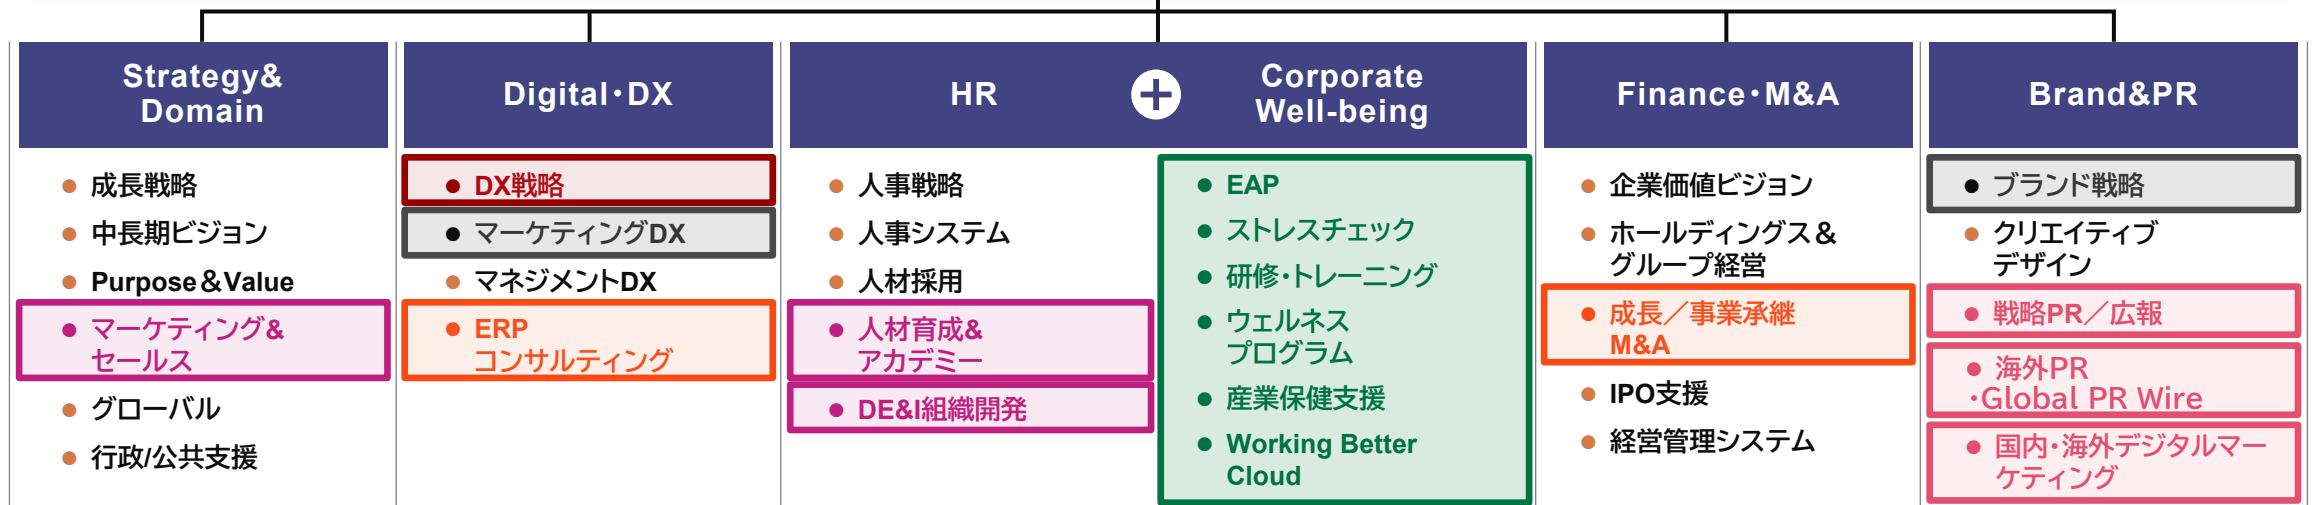 Strategy&
Domain
成長戦略
中長期ビジョン
Purpose&Value
マーケティング&
セールス
グローバル
行政/公共支援
Digital・DX
DX戦略
マーケティングDX
マネジメントDX
ERP
コンサルティング
HR
人事戦略
人事システム
人材採用
人材育成&
アカデミー
DE&I組織開発
Corporate
Well-being
EAP
ストレスチェック
研修・トレーニング
ウェルネス
プログラム
産業保健支援
Working Better
Cloud
Finance・M&A
企業価値ビジョン
ホールディングス&
グループ経営
成長/事業承継
M&A
IPO支援
経営管理システム
Brand&PR
ブランド戦略
クリエイティブ
デザイン
戦略PR/広報
海外PR
・Global PR Wire
国内・海外デジタルマー
ケティング